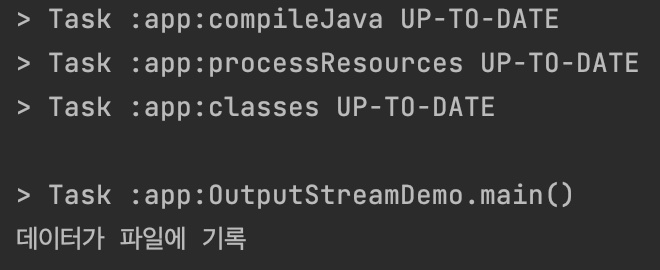 > Task :app:compileJava UP-TO-DATE
> Task :app:processResources UP-TO-DATE
> Task :app:classes UP-TO-DATE
> Task :app:OutputStreamDemo.main()
데이터가 파일에 기록